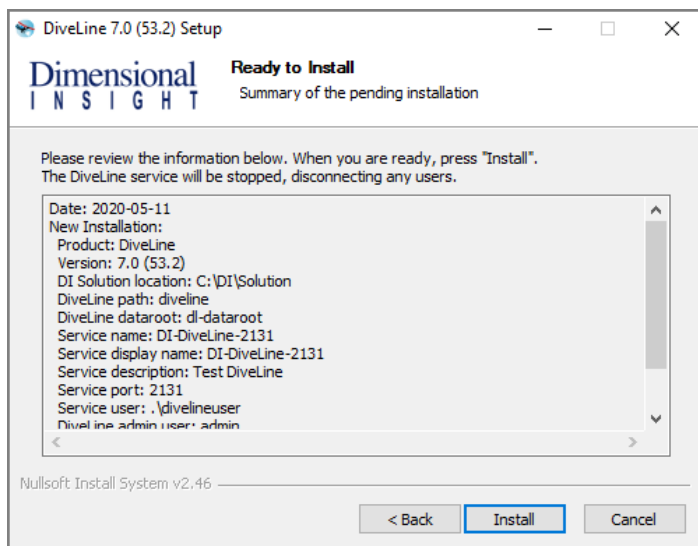 DiveLine 7.0 (53.2) Setup
Dimensional
INSIGHT
Ready to Install
Summary of the pending installation
Please review the information below. When you are ready, press "Install".
The DiveLine service will be stopped, disconnecting any users.
Date: 2020-05-11
New Installation:
Product: DiveLine
Version: 7.0 (53.2)
DI Solution location: C:\DI\Solution
DiveLine path: diveline
DiveLine dataroot: dl-dataroot
Service name: DI-DiveLine-2131
Service display name: DI-DiveLine-2131
Service description: Test DiveLine
Service port: 2131
Service user: .\divelineuser
DiveLine admin user: admin
Nullsoft Install System v2.46
< Back
Install
Cancel